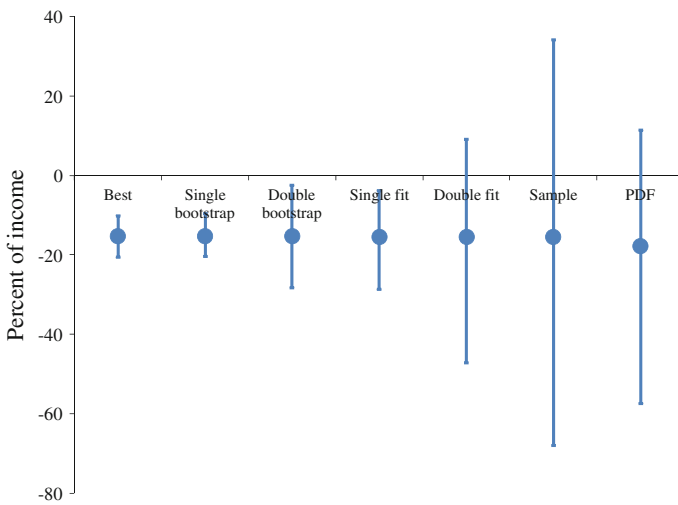 40
20
0
-20
-40
-60
-80
Percent of income
Best
Single
bootstrap
Double
bootstrap
Single fit
Double fit
Sample
PDF